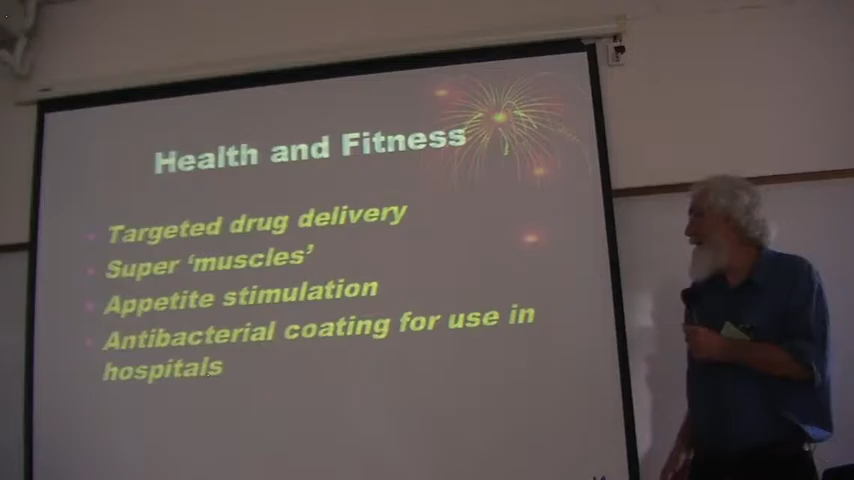 Health and Fitness
Targeted drug delivery
Super ‘muscles’
Appetite stimulation
Antibacterial coating for use in
hospitals